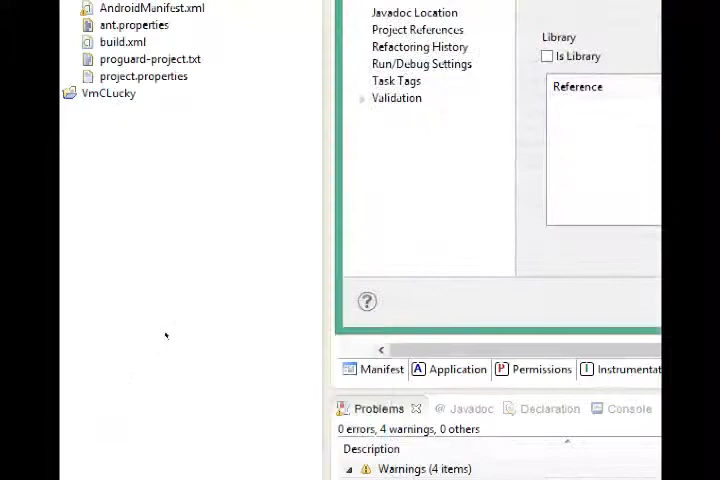 AndroidManifest.xml
ant.properties
build.xml
proguard-project.txt
project.properties
VmCLucky
Javadoc Location
Project References
Refactoring History
Run/Debug Settings
Task Tags
Validation
Library
Is Library
Reference
?
Manifest
A Application
P Permissions
I Instrumentat
Problems
@ Javadoc
Declaration
Console
0 errors, 4 warnings, 0 others
Description
Warnings (4 items)